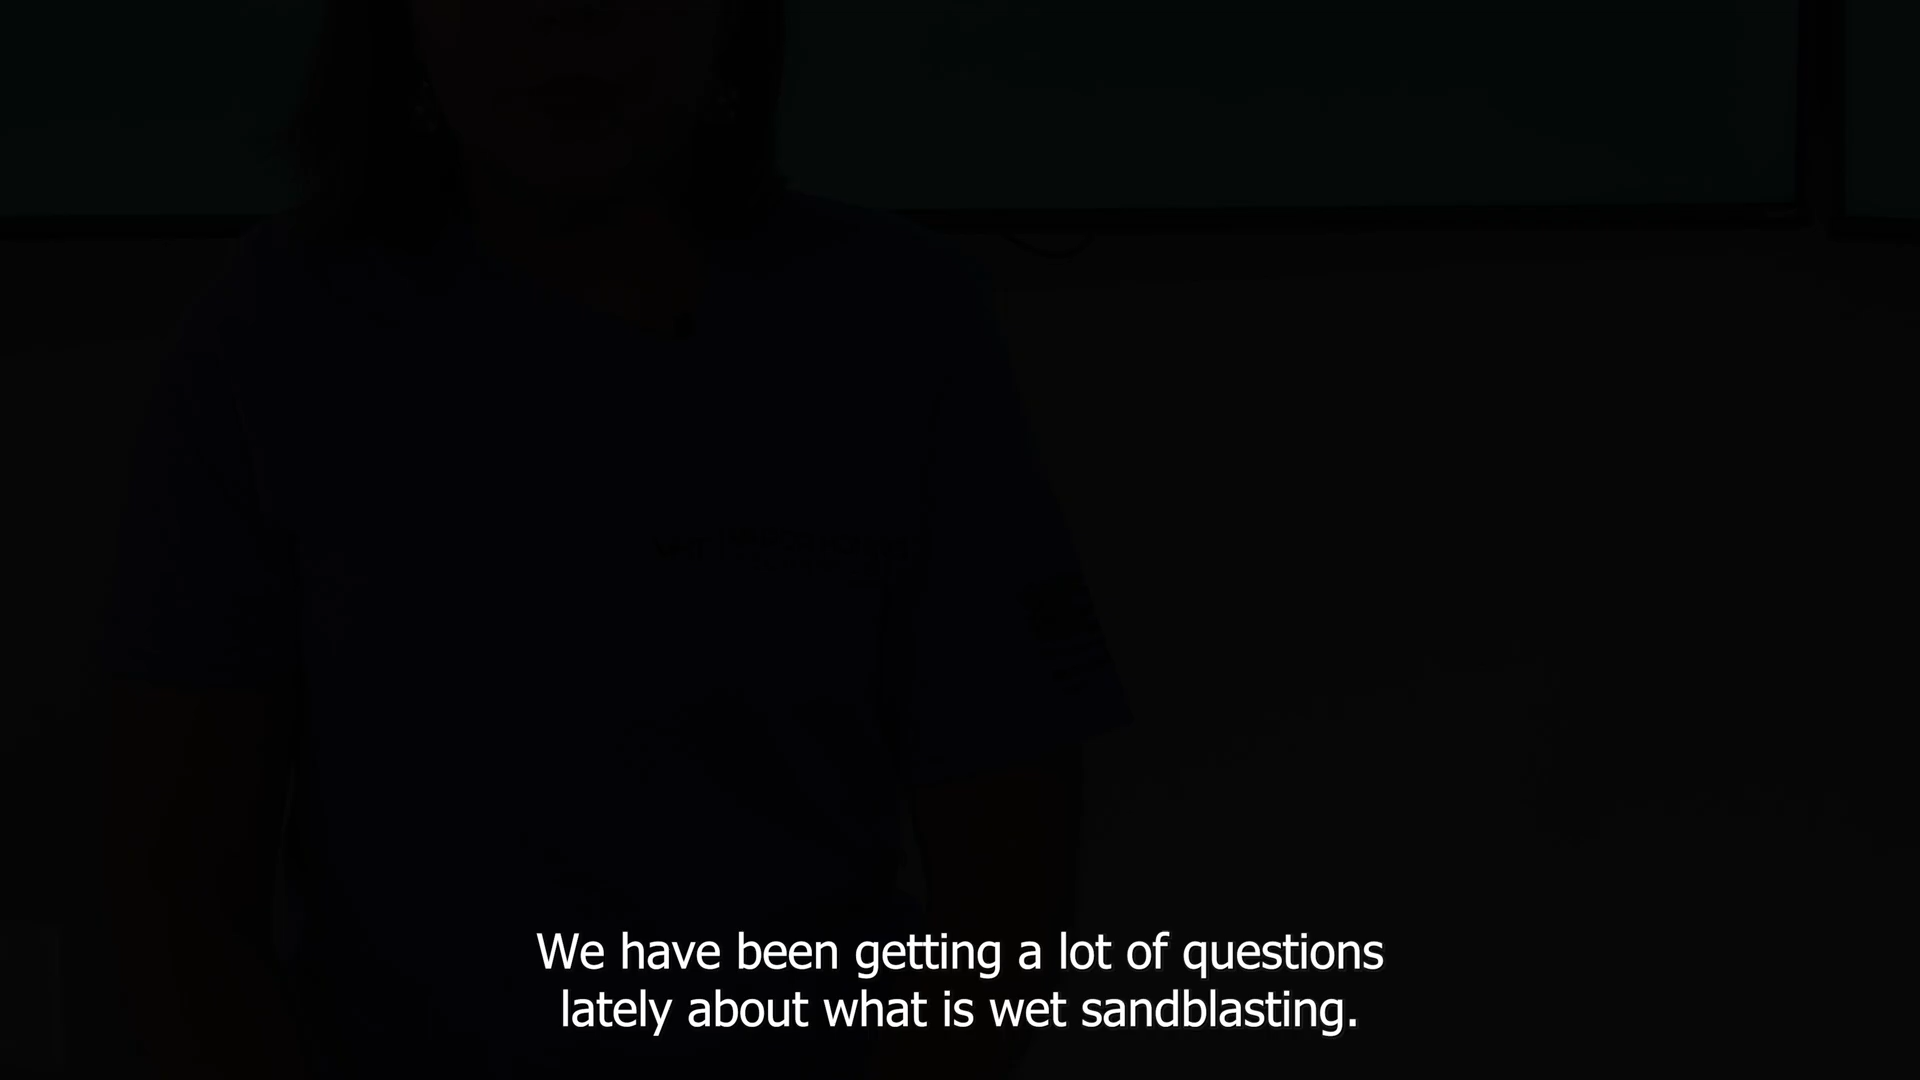 We have been getting a lot of questions
lately about what is wet sandblasting.